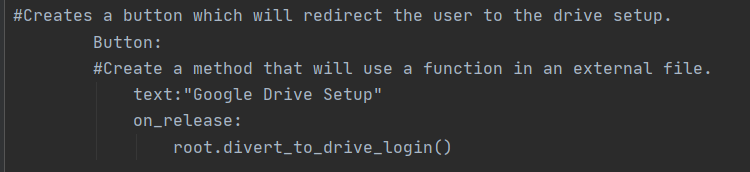 #Creates a button which will redirect the user to the drive setup.
Button:
#Create a method that will use a function in an external file.
text:"Google Drive Setup"
on_release:
root.divert_to_drive_login()